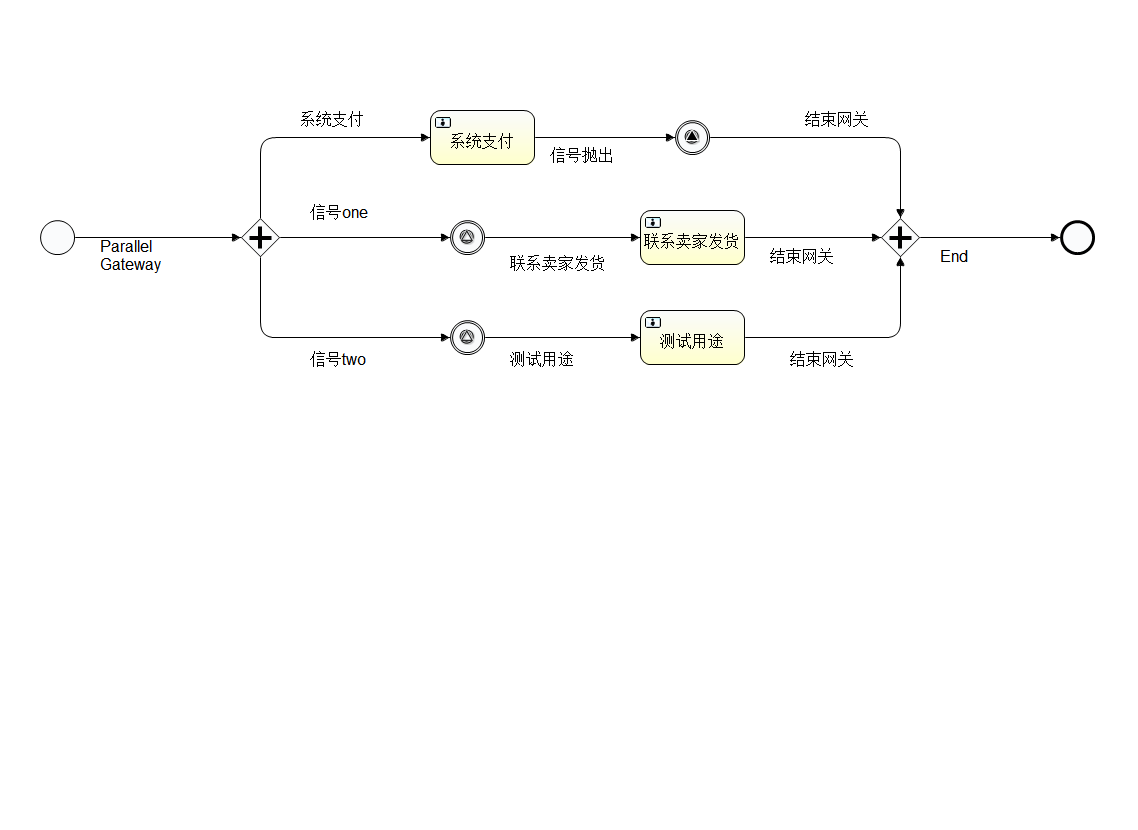 系统支付
结束网关
系统支付
信号抛出
信号one
联系卖家发货
Parallel
Gateway
联系卖家发货
结束网关
End
测试用途
信号two
测试用途
结束网关